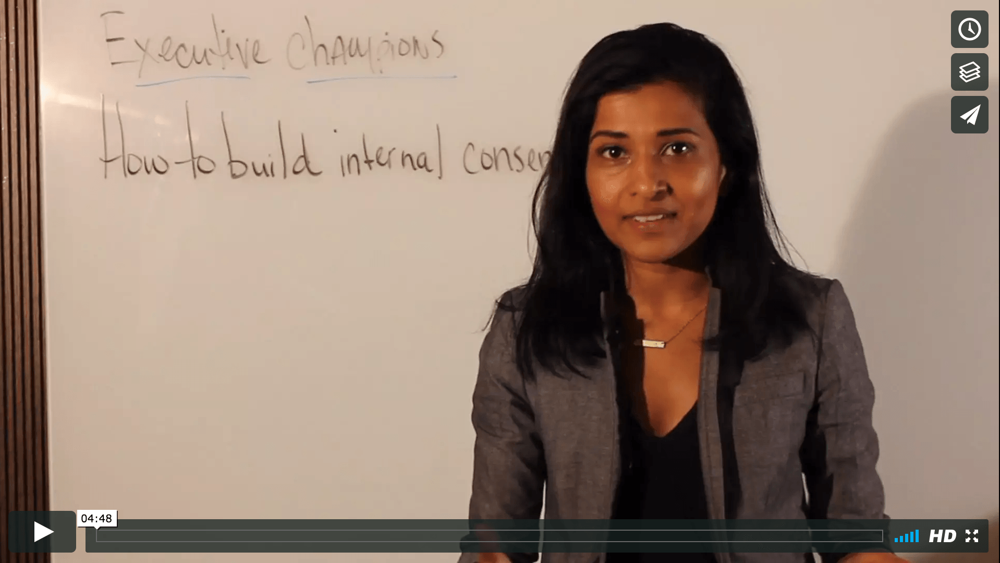 Executive Champions
How to build internal consen
04:48
HD